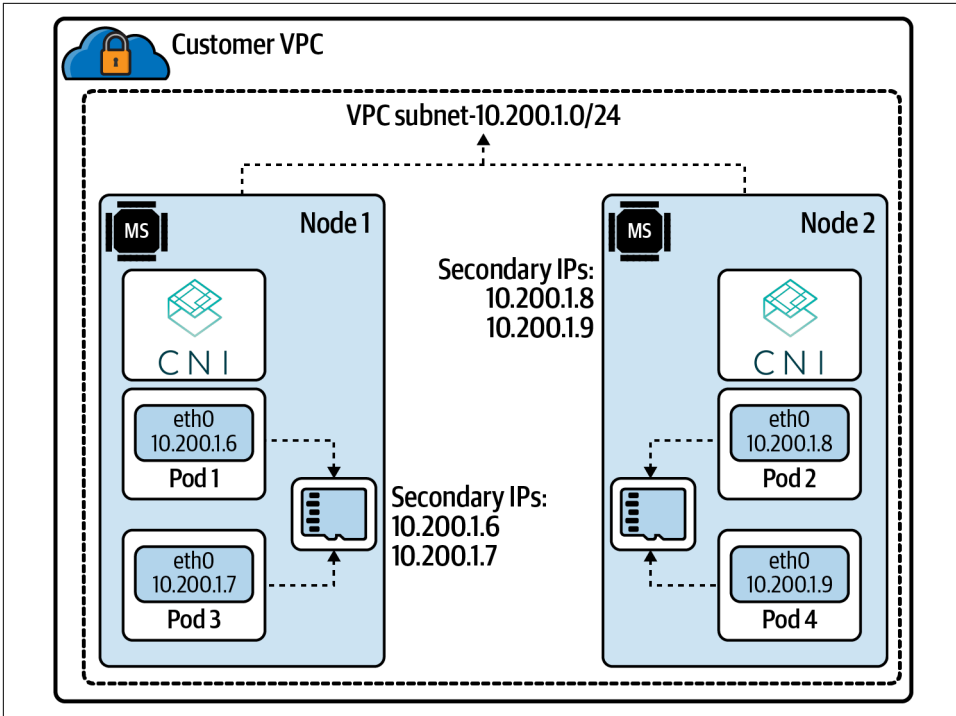 Customer VPC
VPC subnet-10.200.1.0/24
MS
Node 1
CNI
eth0
10.200.1.6
Pod 1
eth0
10.200.1.7
Pod 3
Secondary IPs:
10.200.1.6
10.200.1.7
Secondary IPs:
10.200.1.8
10.200.1.9
MS
Node 2
CNI
eth0
10.200.1.8
Pod 2
eth0
10.200.1.9
Pod 4